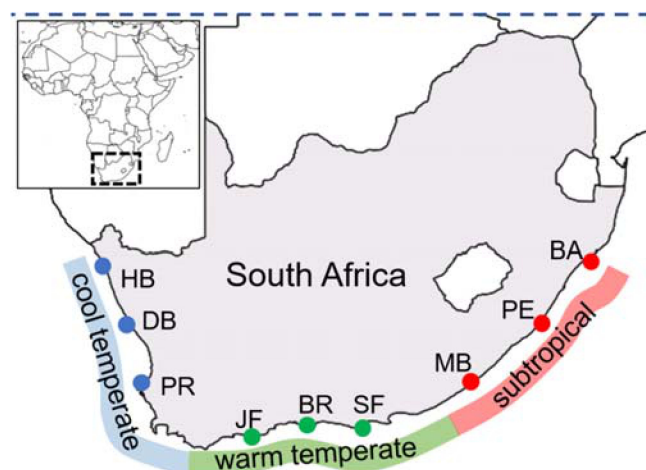 BA
HB
South Africa
DB
PE
MB
PR
JF
BR
SF
cool temperate
warm temperate
subtropical